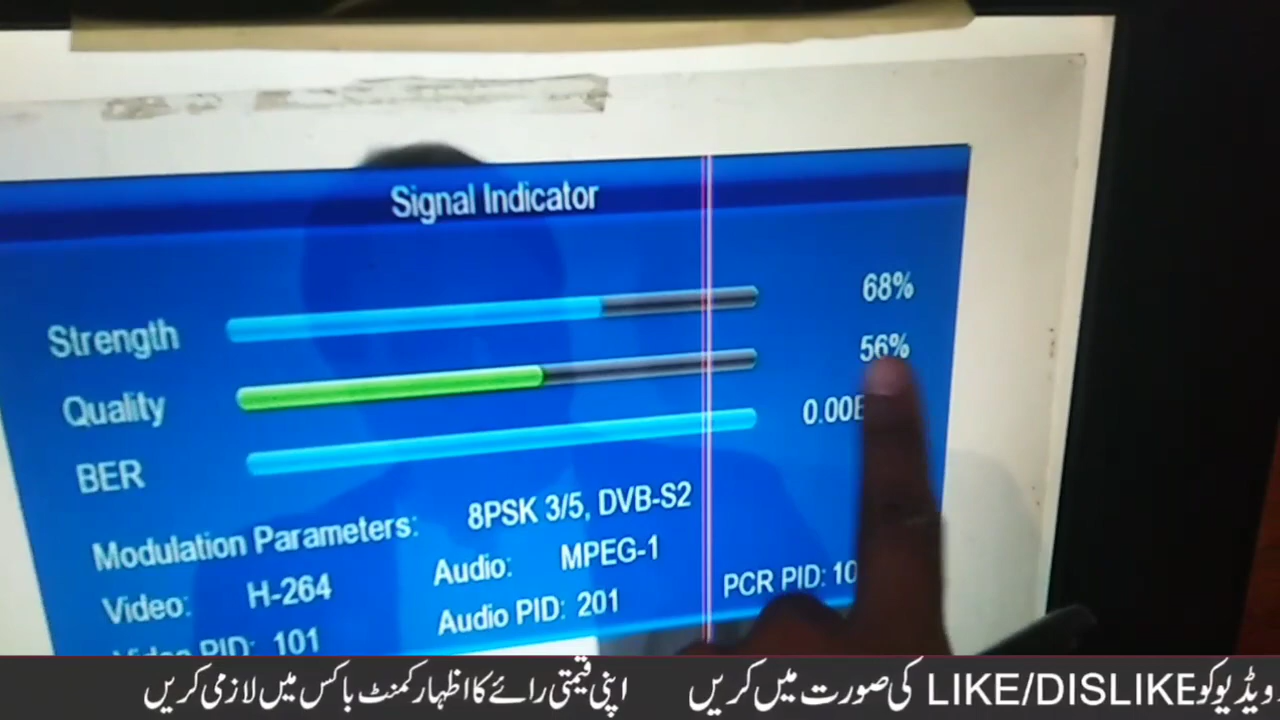 Signal Indicator
Strength 68%
Quality 56%
BER 0.00E
Modulation Parameters: 8PSK 3/5, DVB-S2
Video: H-264 Audio: MPEG-1
Video PID: 101 Audio PID: 201 PCR PID: 10
ویڈیو کو LIKE/DISLIKE کی صورت میں کریں اپنی قیمتی رائے کا اظہار کمنٹ باکس میں لازمی کریں